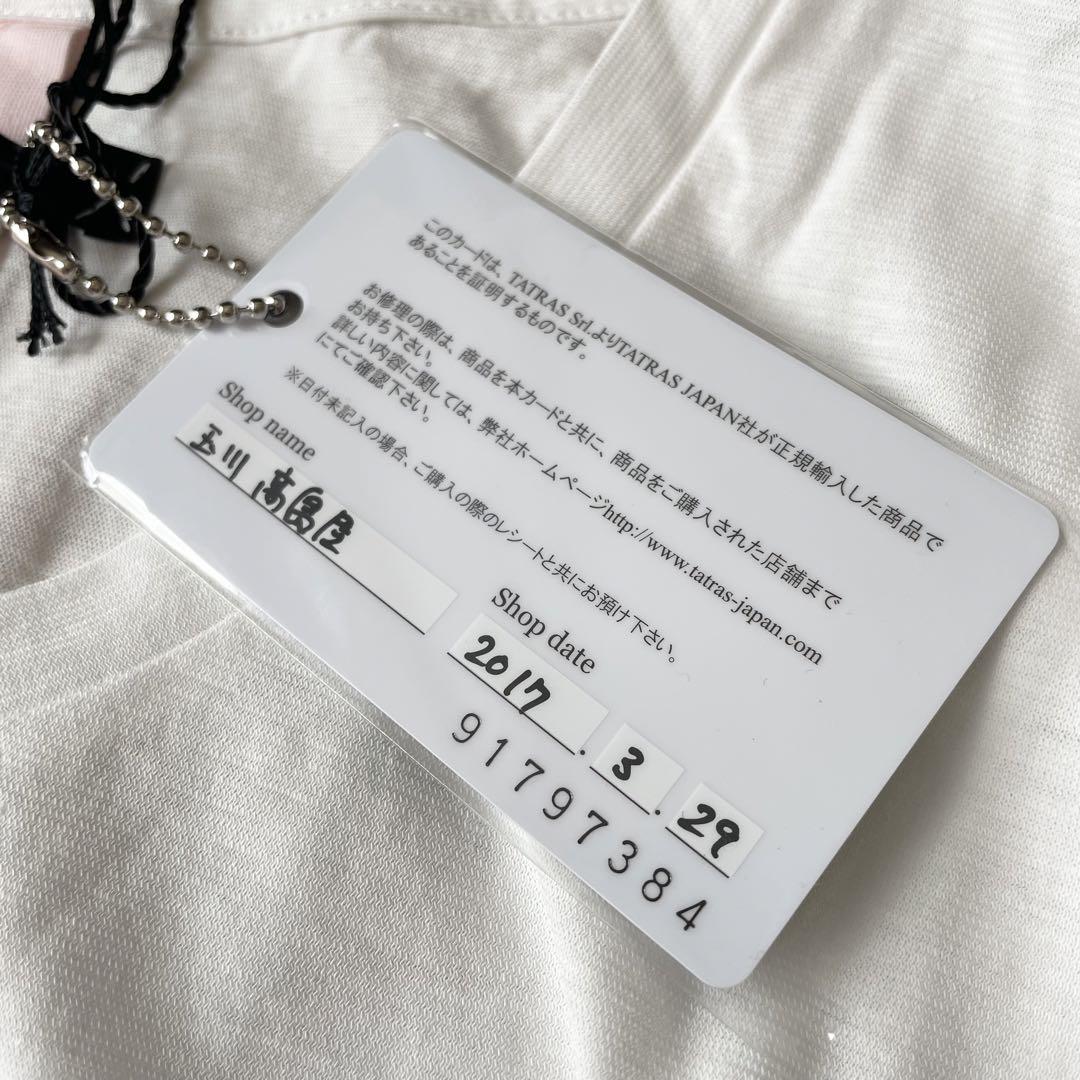 このカードは、TATRAS Srl.よりTATRAS JAPAN社が正規輸入した商品で
あることを証明するものです。
お修理の際は、商品を本カードと共に、商品をご購入された店舗まで
お持ち下さい。
詳しい内容に関しては、弊社ホームページhttp://www.tatras-japan.com
にてご確認下さい。
※日付未記入の場合、ご購入の際のレシートと共にお預け下さい。
Shop name
玉川高島屋
Shop date
2017.3.29
91797384